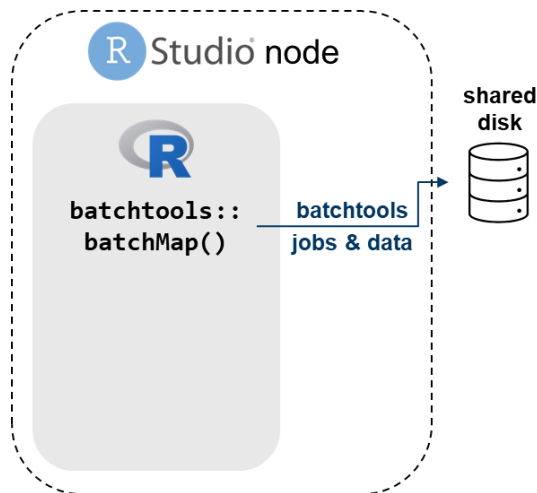 R Studio® node
shared
disk
R
batchtools::
batchMap()
batchtools
jobs & data